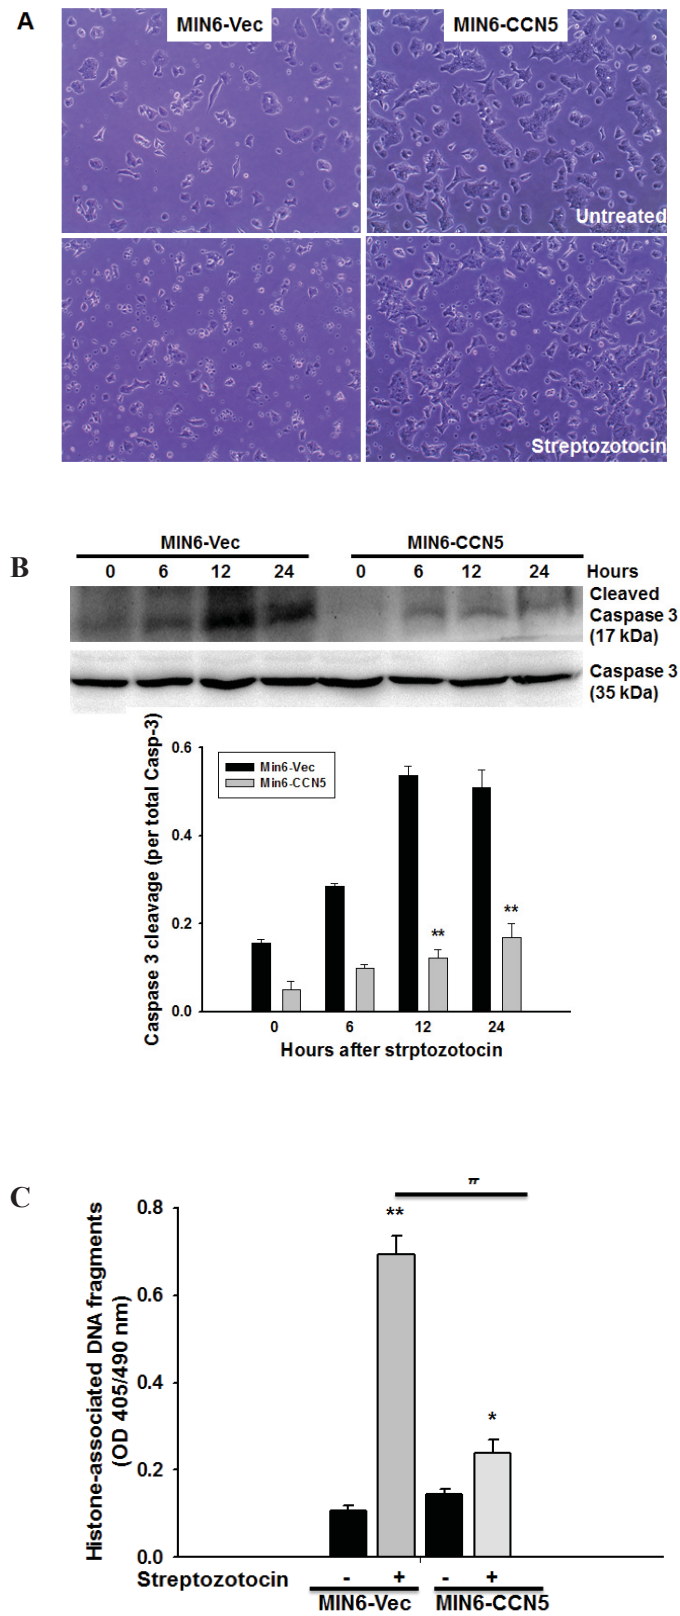 A
MIN6-Vec
MIN6-CCN5
Untreated
Streptozotocin
B
MIN6-Vec
MIN6-CCN5
0 6 12 24 0 6 12 24 Hours
Cleaved
Caspase 3
(17 kDa)
Caspase 3
(35 kDa)
Caspase 3 cleavage (per total Casp-3)
0.6
0.4
0.2
0.0
Min6-Vec
Min6-CCN5
**
**
0 6 12 24
Hours after strptozotocin
C
Histone-associated DNA fragments
(OD 405/490 nm)
0.8
0.6
0.4
0.2
0.0
**
*
Streptozotocin - + - +
MIN6-Vec MIN6-CCN5